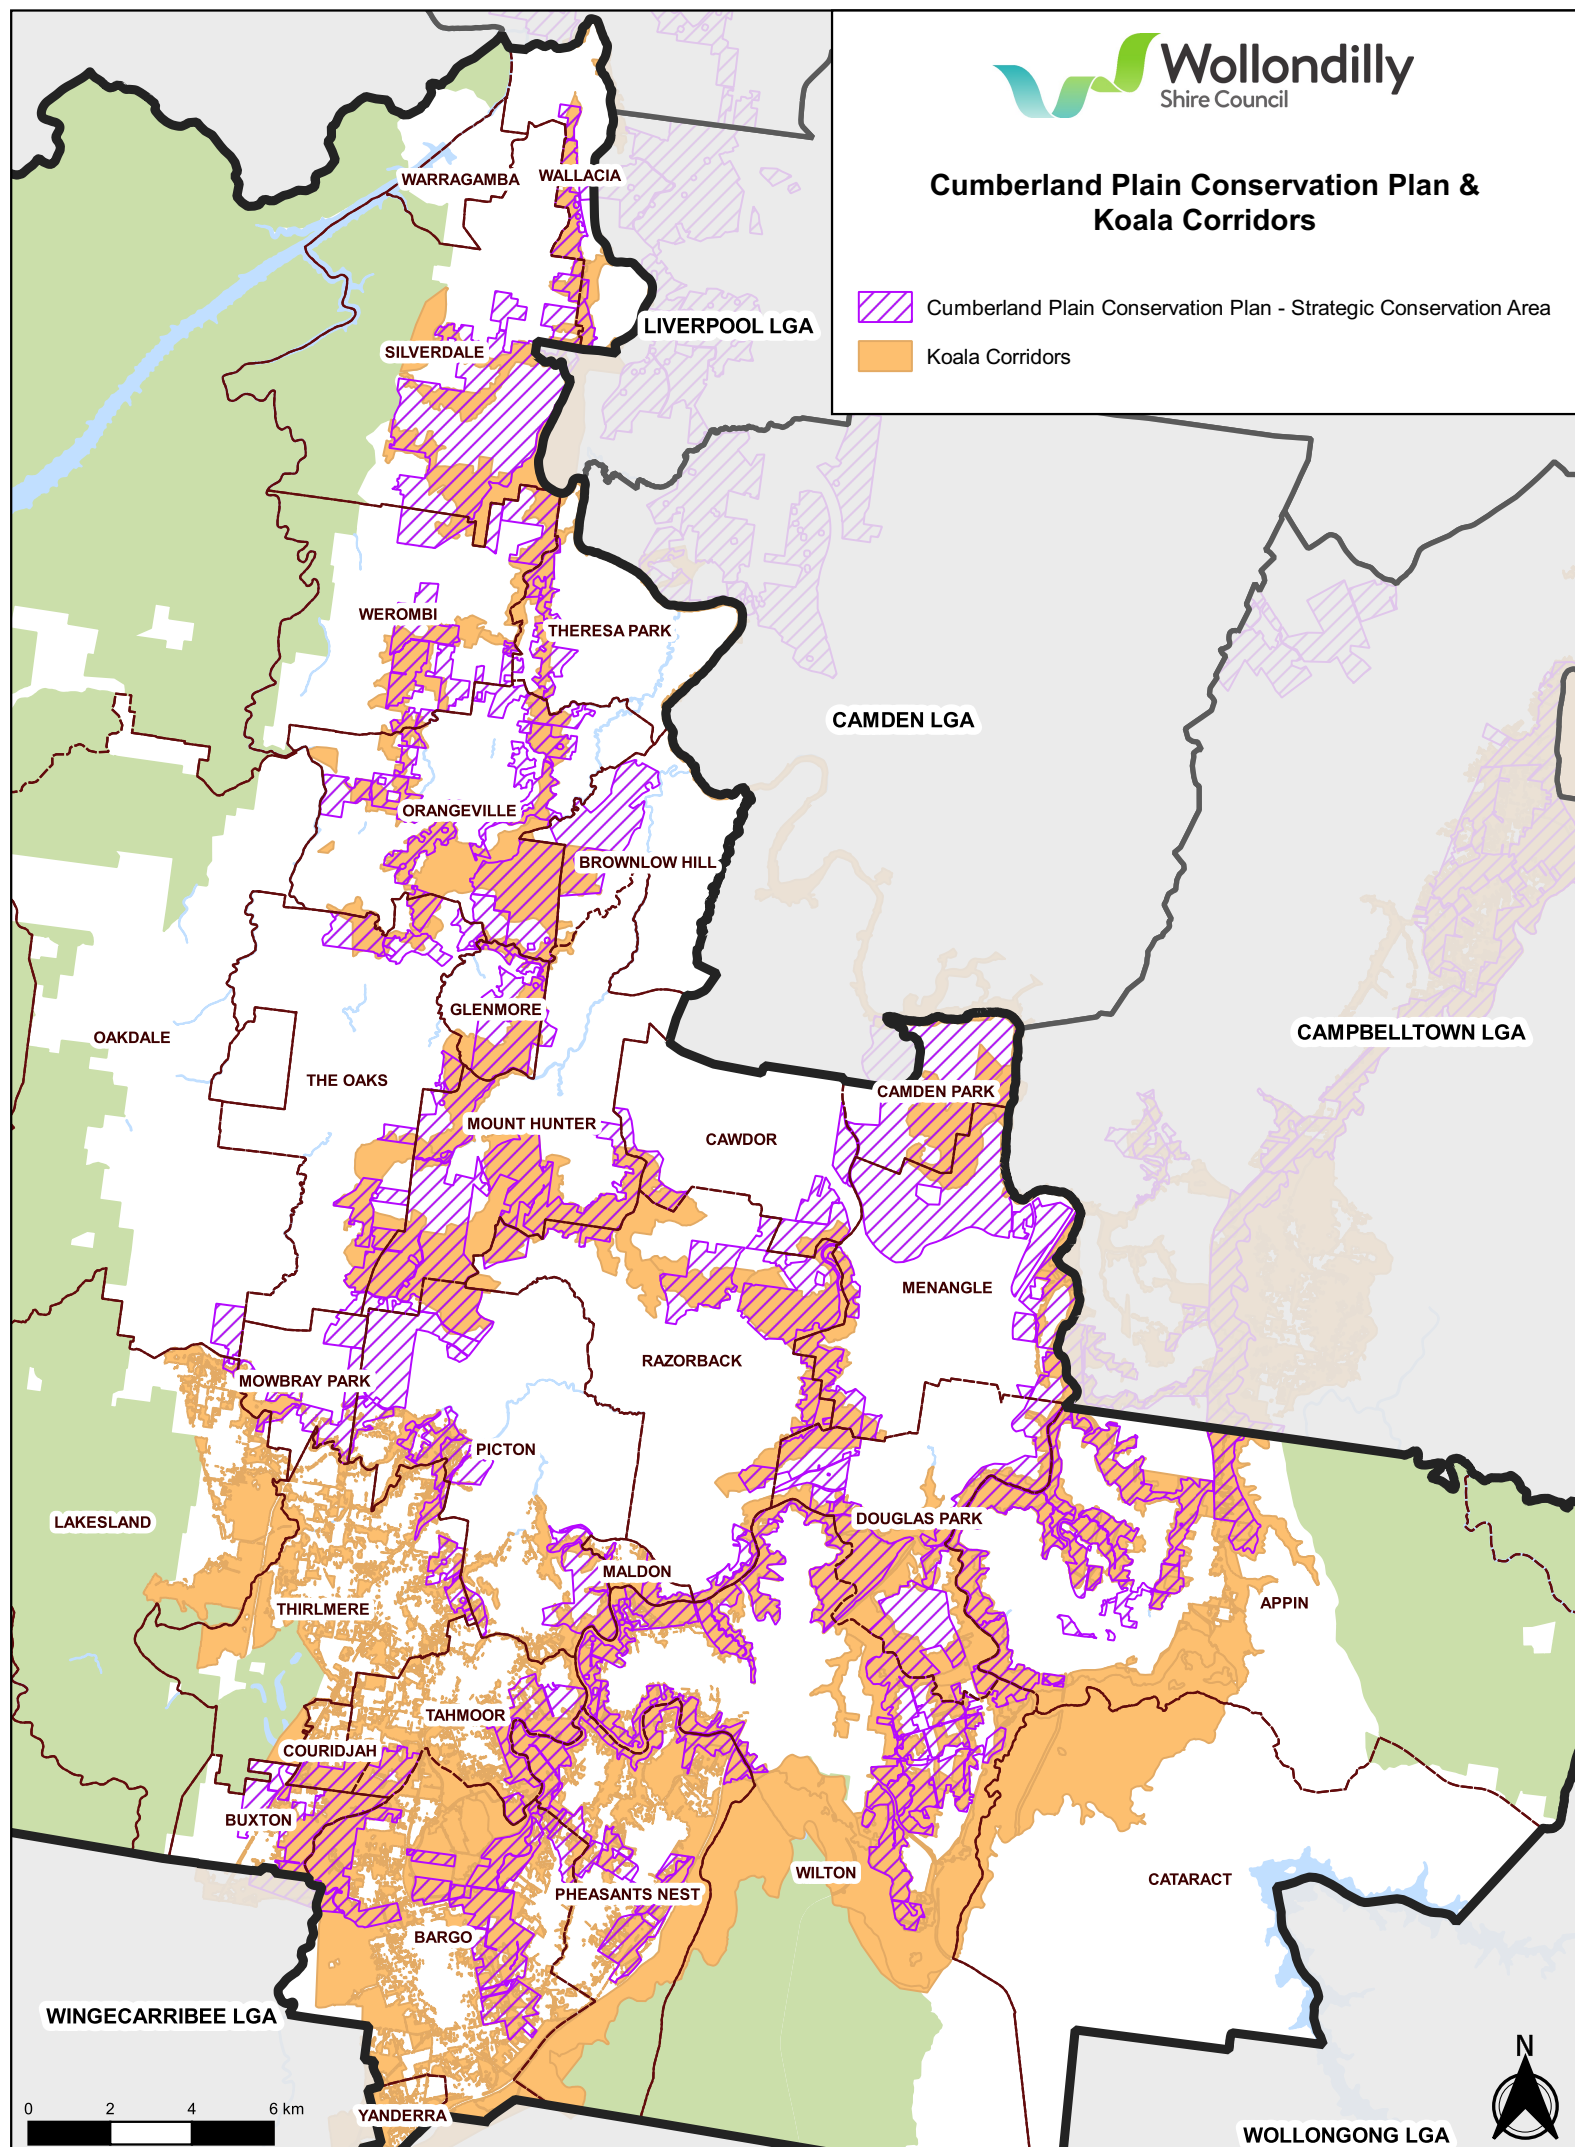 Wollondilly
Shire Council
Cumberland Plain Conservation Plan &
Koala Corridors
Cumberland Plain Conservation Plan - Strategic Conservation Area
Koala Corridors
WARRAGAMBA
WALLACIA
LIVERPOOL LGA
SILVERDALE
WEROMBI
THERESA PARK
CAMDEN LGA
ORANGEVILLE
BROWNLOW HILL
GLENMORE
OAKDALE
CAMPBELLTOWN LGA
THE OAKS
CAMDEN PARK
MOUNT HUNTER
CAWDOR
MENANGLE
RAZORBACK
MOWBRAY PARK
PICTON
LAKESLAND
DOUGLAS PARK
MALDON
THIRLMERE
APPIN
TAHMOOR
COURIDJAH
BUXTON
WILTON
CATARACT
PHEASANTS NEST
BARGO
WINGECARRIBEE LGA
N
0 2 4 6 km
YANDERRA
WOLLONGONG LGA